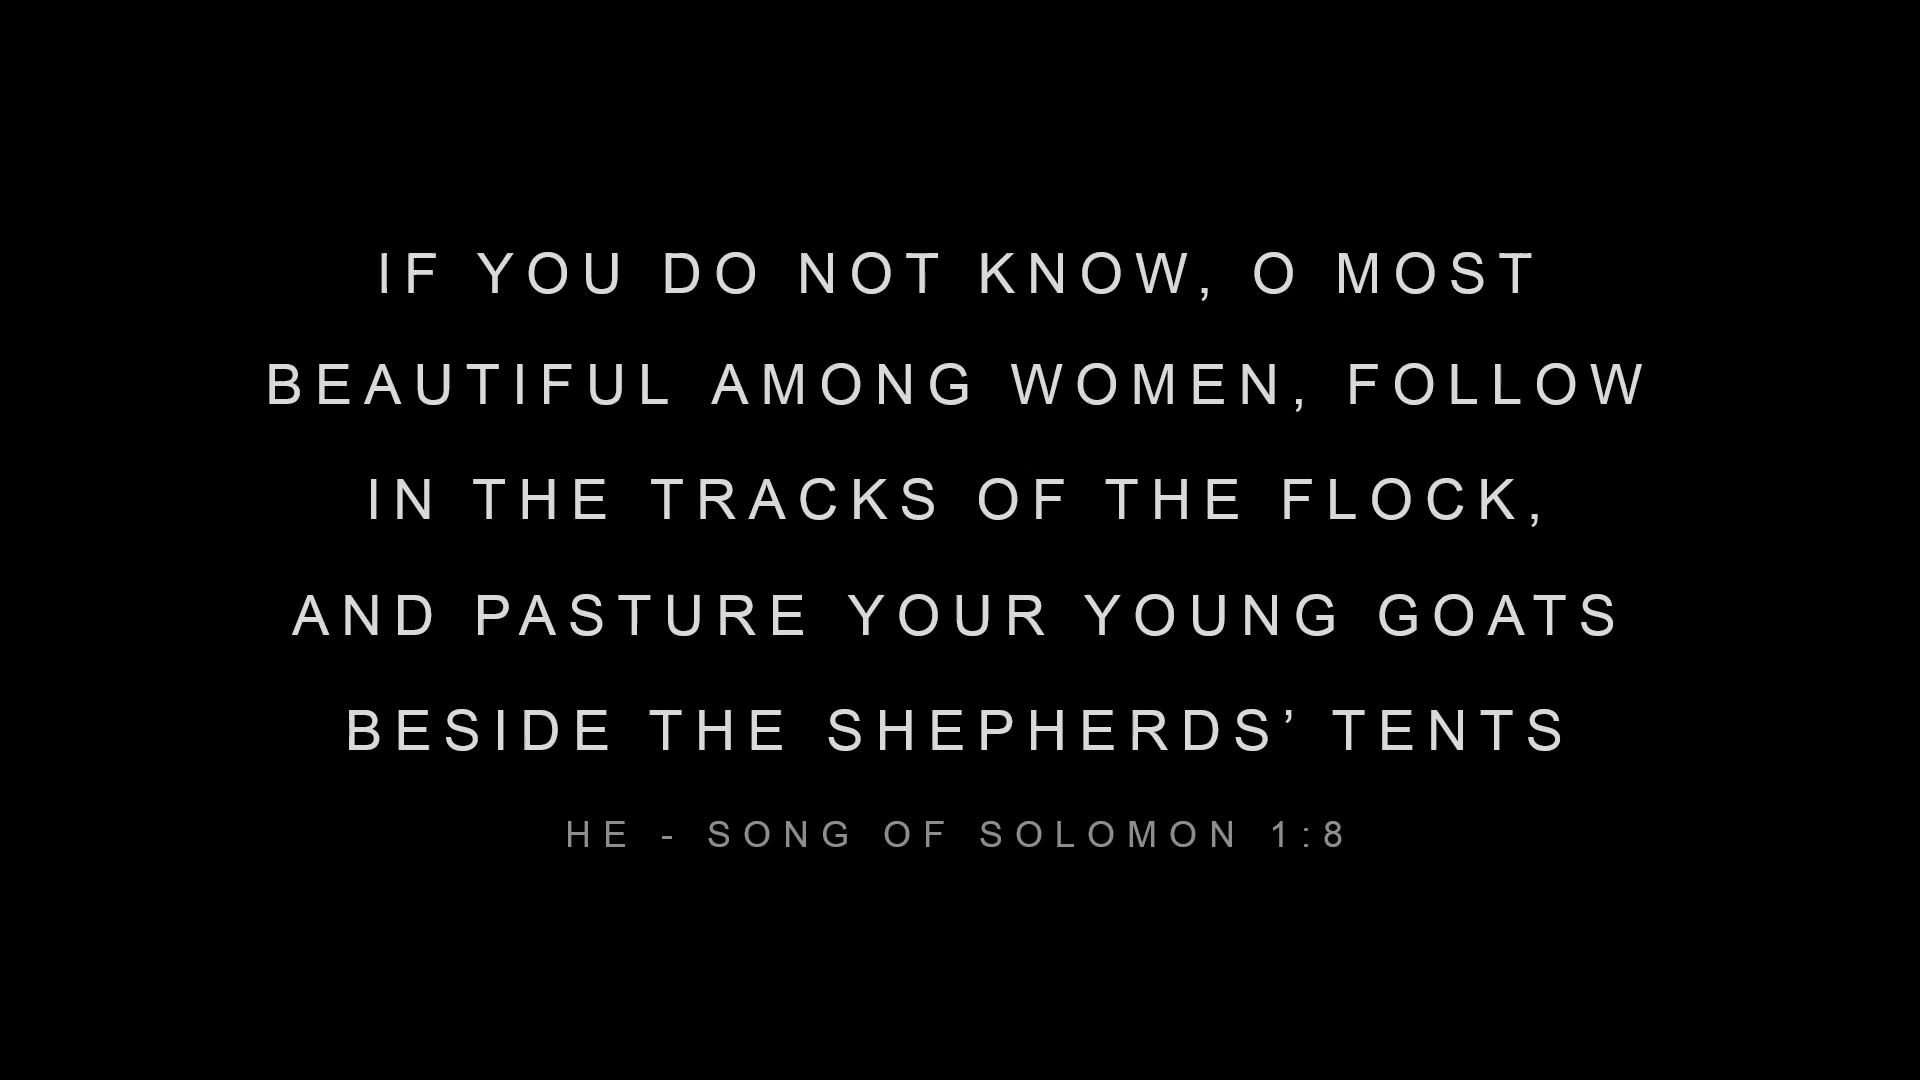 IF YOU DO NOT KNOW, O MOST
BEAUTIFUL AMONG WOMEN, FOLLOW
IN THE TRACKS OF THE FLOCK,
AND PASTURE YOUR YOUNG GOATS
BESIDE THE SHEPHERDS’ TENTS
HE - SONG OF SOLOMON 1:8